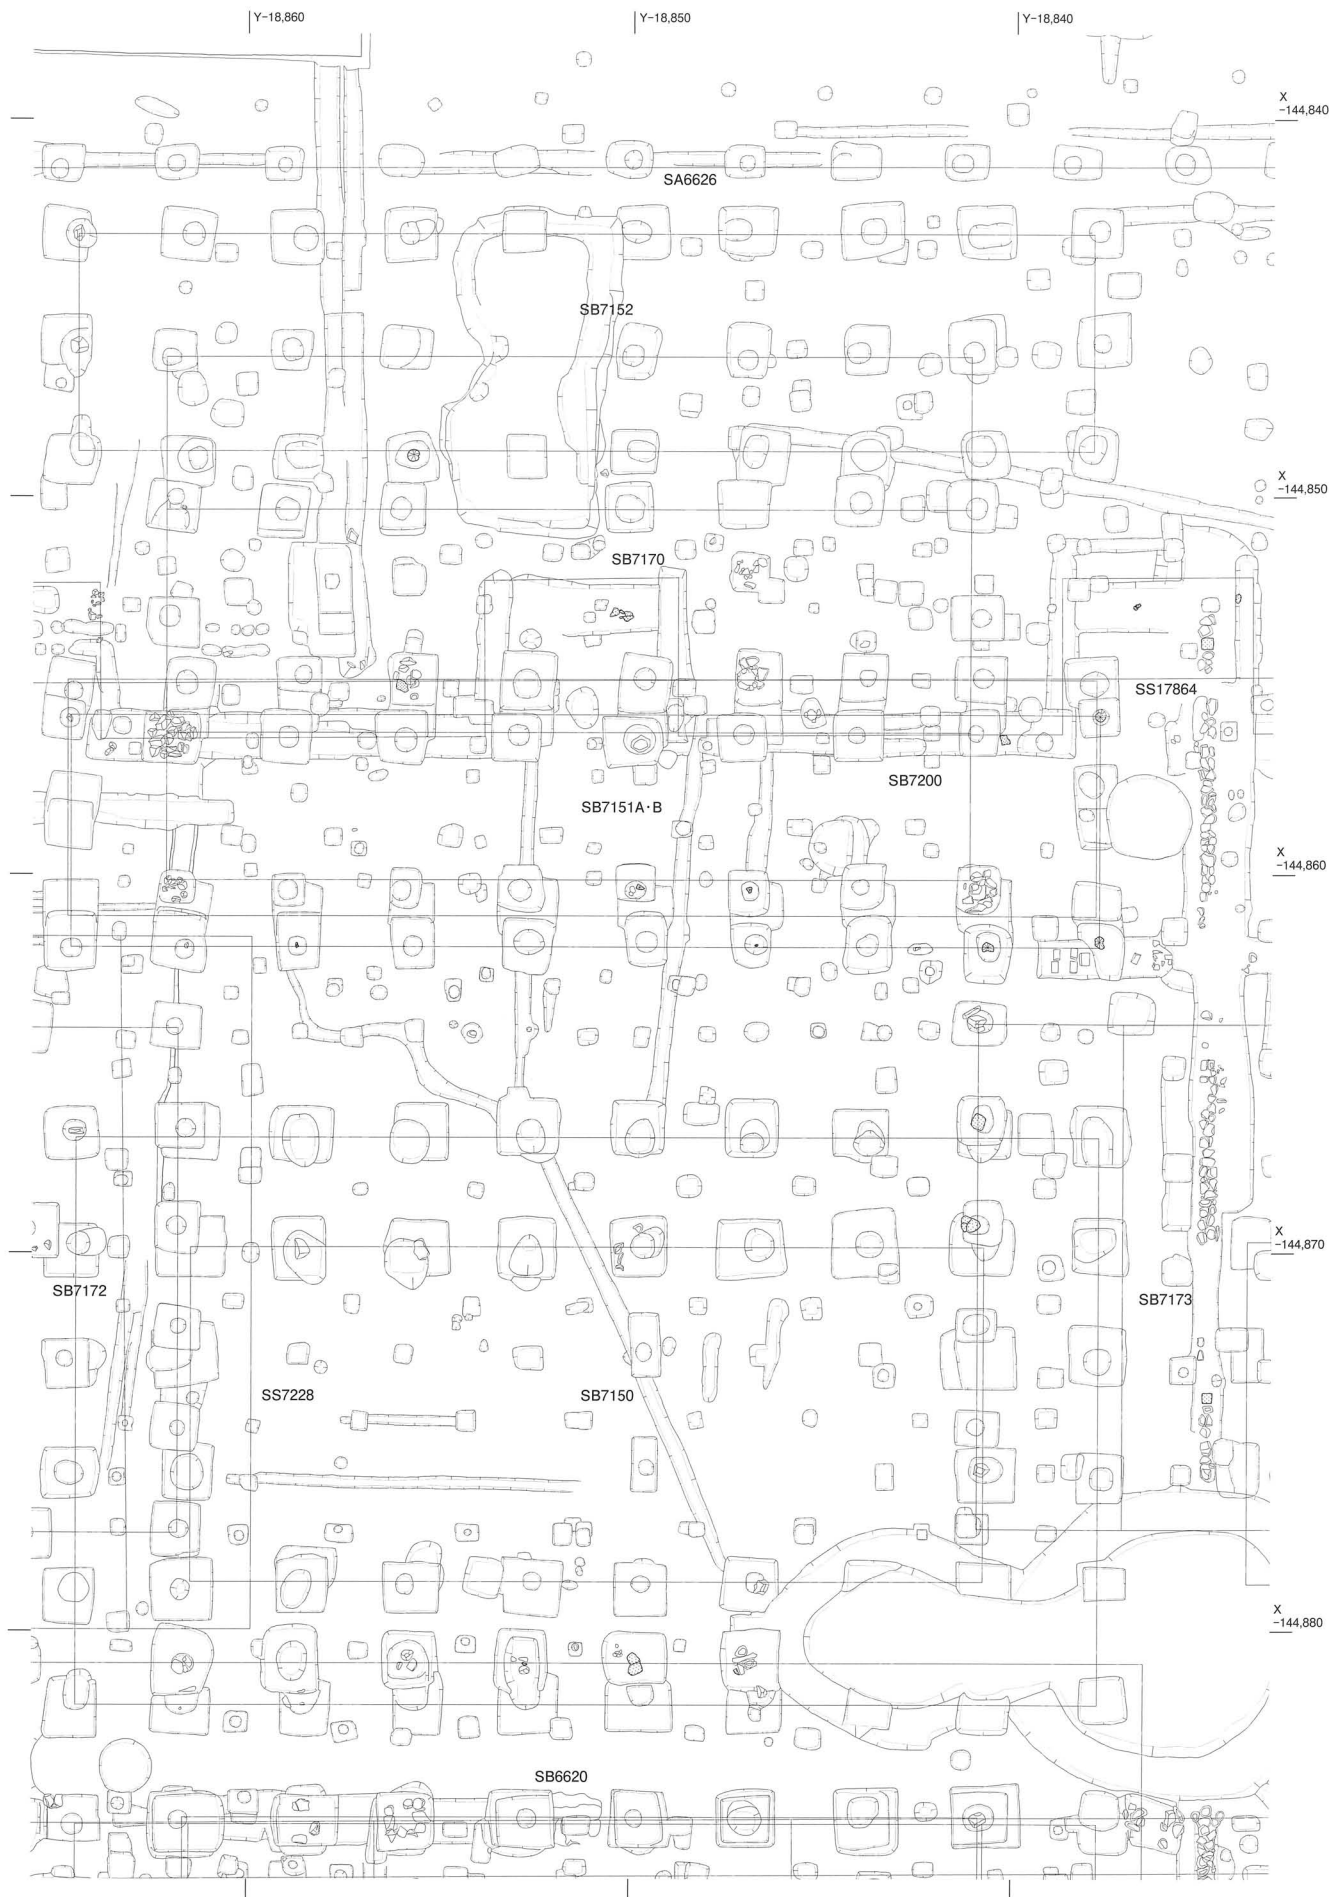 Y-18,860
Y-18,850
Y-18,840
X
-144,840
SA6626
SB7152
X
-144,850
SB7170
SS17864
SB7200
SB7151A・B
X
-144,860
X
-144,870
SB7172
SB7173
SS7228
SB7150
X
-144,880
SB6620